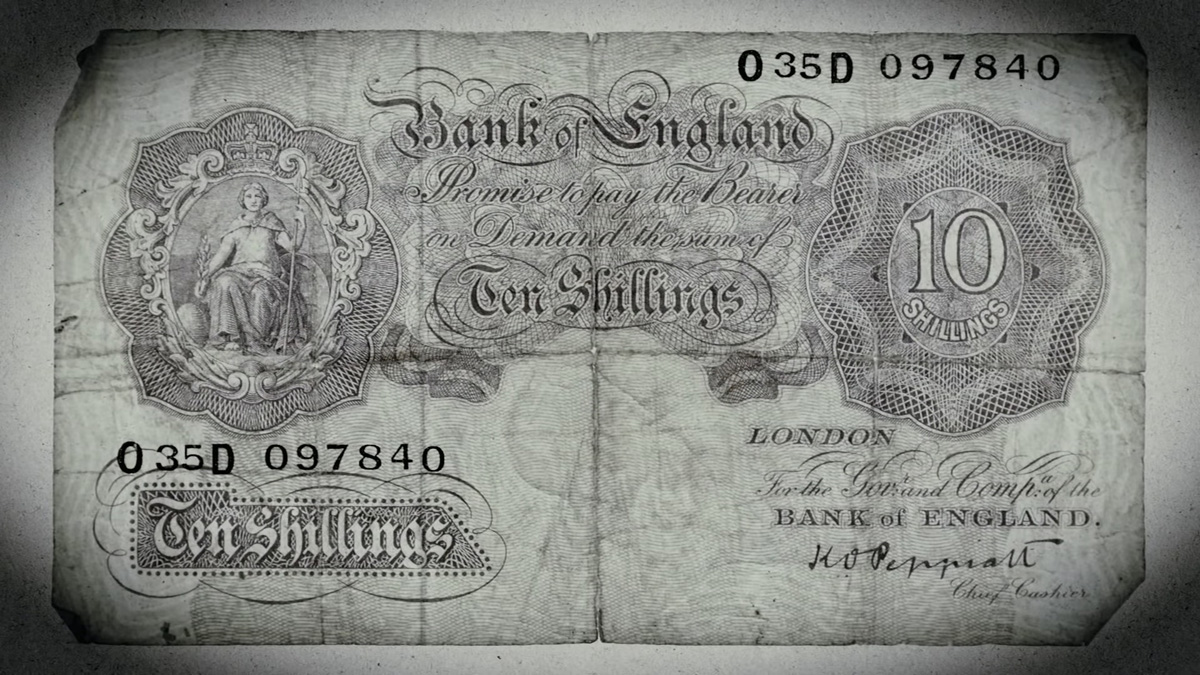 O35D 097840
Bank of England
Promise to pay the Bearer
on Demand the sum of
Ten Shillings
10
SHILLINGS
O35D 097840
Ten Shillings
LONDON
For the Govr. and Compa. of the
BANK of ENGLAND.
K O Peppiatt
Chief Cashier